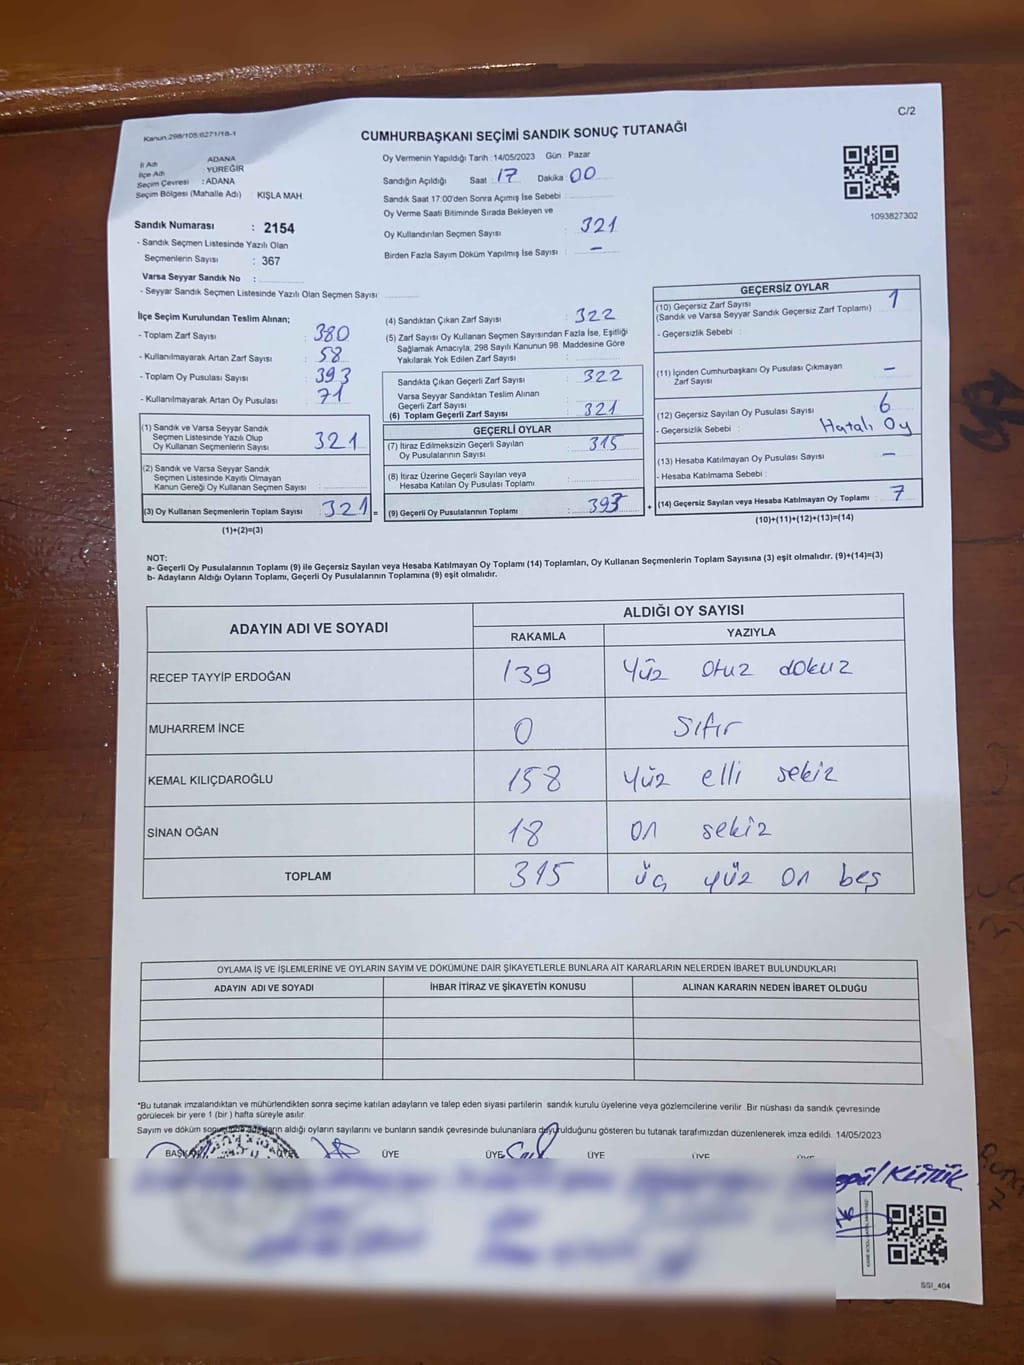 Kanun:298/105/6271/18-1
C/2
CUMHURBAŞKANI SEÇİMİ SANDIK SONUÇ TUTANAĞI
İl Adı ADANA
İlçe Adı : YÜREĞİR
Seçim Çevresi : ADANA
Seçim Bölgesi (Mahalle Adı) KIŞLA MAH
Oy Vermenin Yapıldığı Tarih : 14/05/2023 Gün : Pazar
Sandığın Açıldığı Saat : 17 Dakika : 00
Sandık Saat 17:00'den Sonra Açımış İse Sebebi :
Oy Verme Saati Bitiminde Sırada Bekleyen ve
Oy Kullandırılan Seçmen Sayısı : 321
Birden Fazla Sayım Döküm Yapılmış İse Sayısı : -
1093827302
Sandık Numarası : 2154
- Sandık Seçmen Listesinde Yazılı Olan
Seçmenlerin Sayısı : 367
Varsa Seyyar Sandık No :
- Seyyar Sandık Seçmen Listesinde Yazılı Olan Seçmen Sayısı :
İlçe Seçim Kurulundan Teslim Alınan;
- Toplam Zarf Sayısı : 380
- Kullanılmayarak Artan Zarf Sayısı : 58
- Toplam Oy Pusulası Sayısı : 393
- Kullanılmayarak Artan Oy Pusulası : 71
(1) Sandık ve Varsa Seyyar Sandık
Seçmen Listesinde Yazılı Olup
Oy Kullanan Seçmenlerin Sayısı : 321
(2) Sandık ve Varsa Seyyar Sandık
Seçmen Listesinde Kayıtlı Olmayan
Kanun Gereği Oy Kullanan Seçmen Sayısı :
(3) Oy Kullanan Seçmenlerin Toplam Sayısı : 321 =
(1)+(2)=(3)
(4) Sandıktan Çıkan Zarf Sayısı : 322
(5) Zarf Sayısı Oy Kullanan Seçmen Sayısından Fazla İse, Eşitliği
Sağlamak Amacıyla, 298 Sayılı Kanunun 98. Maddesine Göre
Yakılarak Yok Edilen Zarf Sayısı :
Sandıkta Çıkan Geçerli Zarf Sayısı : 322
Varsa Seyyar Sandıktan Teslim Alınan
Geçerli Zarf Sayısı
(6) Toplam Geçerli Zarf Sayısı : 321
GEÇERLİ OYLAR
(7) İtiraz Edilmeksizin Geçerli Sayılan
Oy Pusulalarının Sayısı : 315
(8) İtiraz Üzerine Geçerli Sayılan veya
Hesaba Katılan Oy Pusulası Toplamı :
(9) Geçerli Oy Pusulalarının Toplamı : 393 +
GEÇERSİZ OYLAR
(10) Geçersiz Zarf Sayısı
(Sandık ve Varsa Seyyar Sandık Geçersiz Zarf Toplamı) : 1
- Geçersizlik Sebebi :
(11) İçinden Cumhurbaşkanı Oy Pusulası Çıkmayan
Zarf Sayısı : -
(12) Geçersiz Sayılan Oy Pusulası Sayısı : 6
- Geçersizlik Sebebi : Hatalı Oy
(13) Hesaba Katılmayan Oy Pusulası Sayısı : -
- Hesaba Katılmama Sebebi :
(14) Geçersiz Sayılan veya Hesaba Katılmayan Oy Toplamı : 7
(10)+(11)+(12)+(13)=(14)
NOT:
a- Geçerli Oy Pusulalarının Toplamı (9) ile Geçersiz Sayılan veya Hesaba Katılmayan Oy Toplamı (14) Toplamları, Oy Kullanan Seçmenlerin Toplam Sayısına (3) eşit olmalıdır. (9)+(14)=(3)
b- Adayların Aldığı Oyların Toplamı, Geçerli Oy Pusulalarının Toplamına (9) eşit olmalıdır.
ADAYIN ADI VE SOYADI ALDIĞI OY SAYISI
RAKAMLA YAZIYLA
RECEP TAYYİP ERDOĞAN 139 Yüz otuz dokuz
MUHARREM İNCE 0 Sıfır
KEMAL KILIÇDAROĞLU 158 Yüz elli sekiz
SİNAN OĞAN 18 on sekiz
TOPLAM 315 üç yüz on beş
OYLAMA İŞ VE İŞLEMLERİNE VE OYLARIN SAYIM VE DÖKÜMÜNE DAİR ŞİKAYETLERLE BUNLARA AİT KARARLARIN NELERDEN İBARET BULUNDUKLARI
ADAYIN ADI VE SOYADI İHBAR İTİRAZ VE ŞİKAYETİN KONUSU ALINAN KARARIN NEDEN İBARET OLDUĞU
*Bu tutanak imzalandıktan ve mühürlendikten sonra seçime katılan adayların ve talep eden siyasi partilerin sandık kurulu üyelerine veya gözlemcilerine verilir. Bir nüshası da sandık çevresinde
görülecek bir yere 1 (bir) hafta süreyle asılır.
Sayım ve döküm adayların aldığı oyların sayılarını ve bunların sandık çevresinde bulunanlara duyurulduğunu gösteren bu tutanak tarafımızdan düzenlenerek imza edildi. 14/05/2023
ÜYE ÜYE ÜYE ÜYE
SSI_404